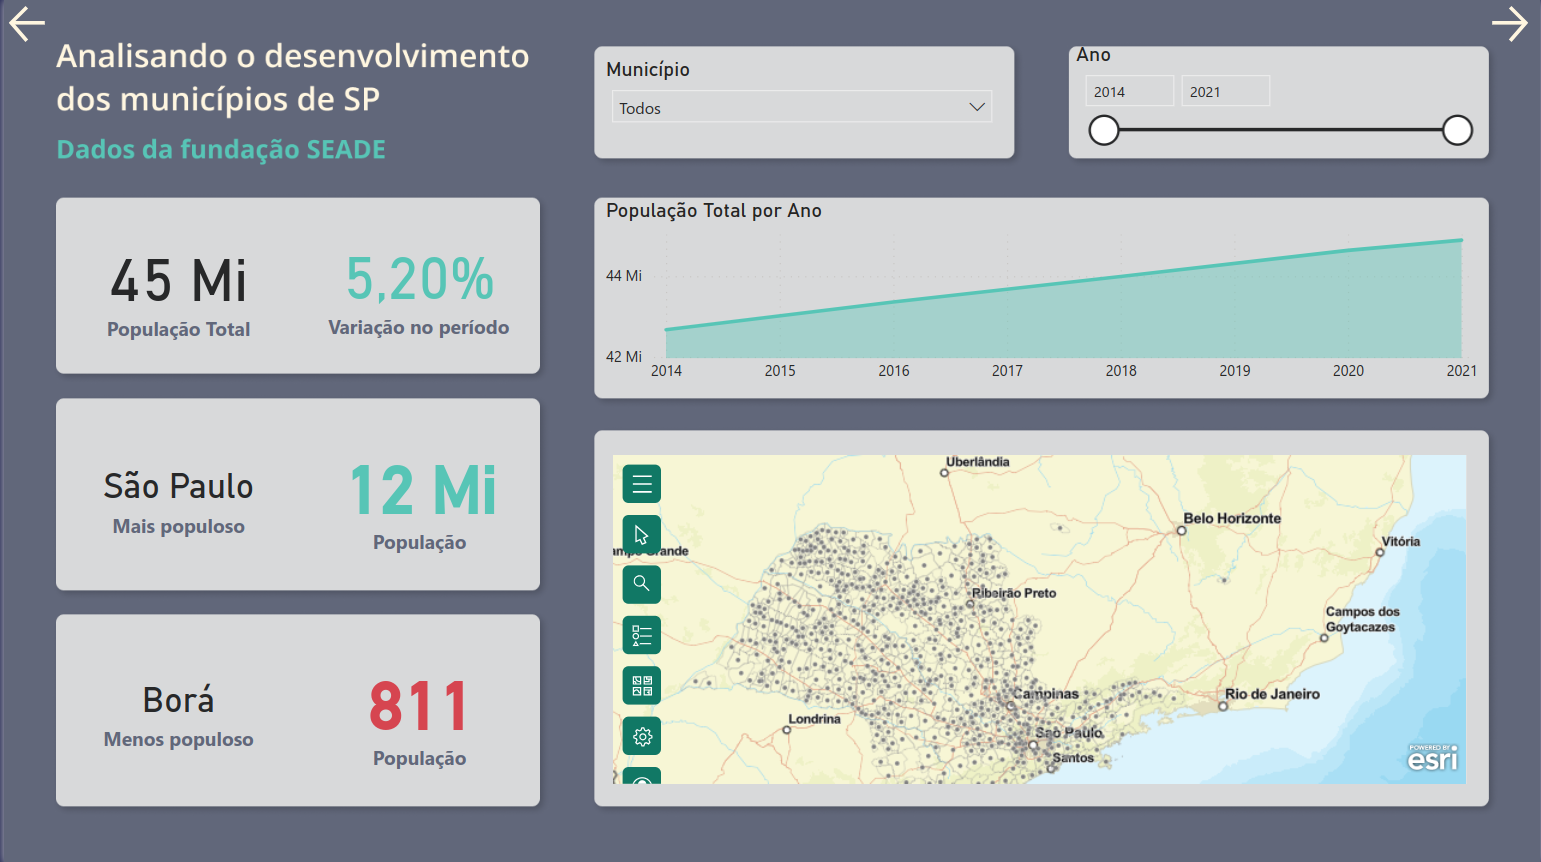 Analisando o desenvolvimento
dos municípios de SP
Dados da fundação SEADE
Município
Todos
Ano
2014
2021
45 Mi
População Total
5,20%
Variação no período
População Total por Ano
44 Mi
42 Mi
2014 2015 2016 2017 2018 2019 2020 2021
São Paulo
Mais populoso
12 Mi
População
Borá
Menos populoso
811
População
Uberlândia
Belo Horizonte
Vitória
Grande
Ribeirão Preto
Campos dos
Goytacazes
Campinas
Rio de Janeiro
Londrina
São Paulo
Santos
POWERED BY
esri